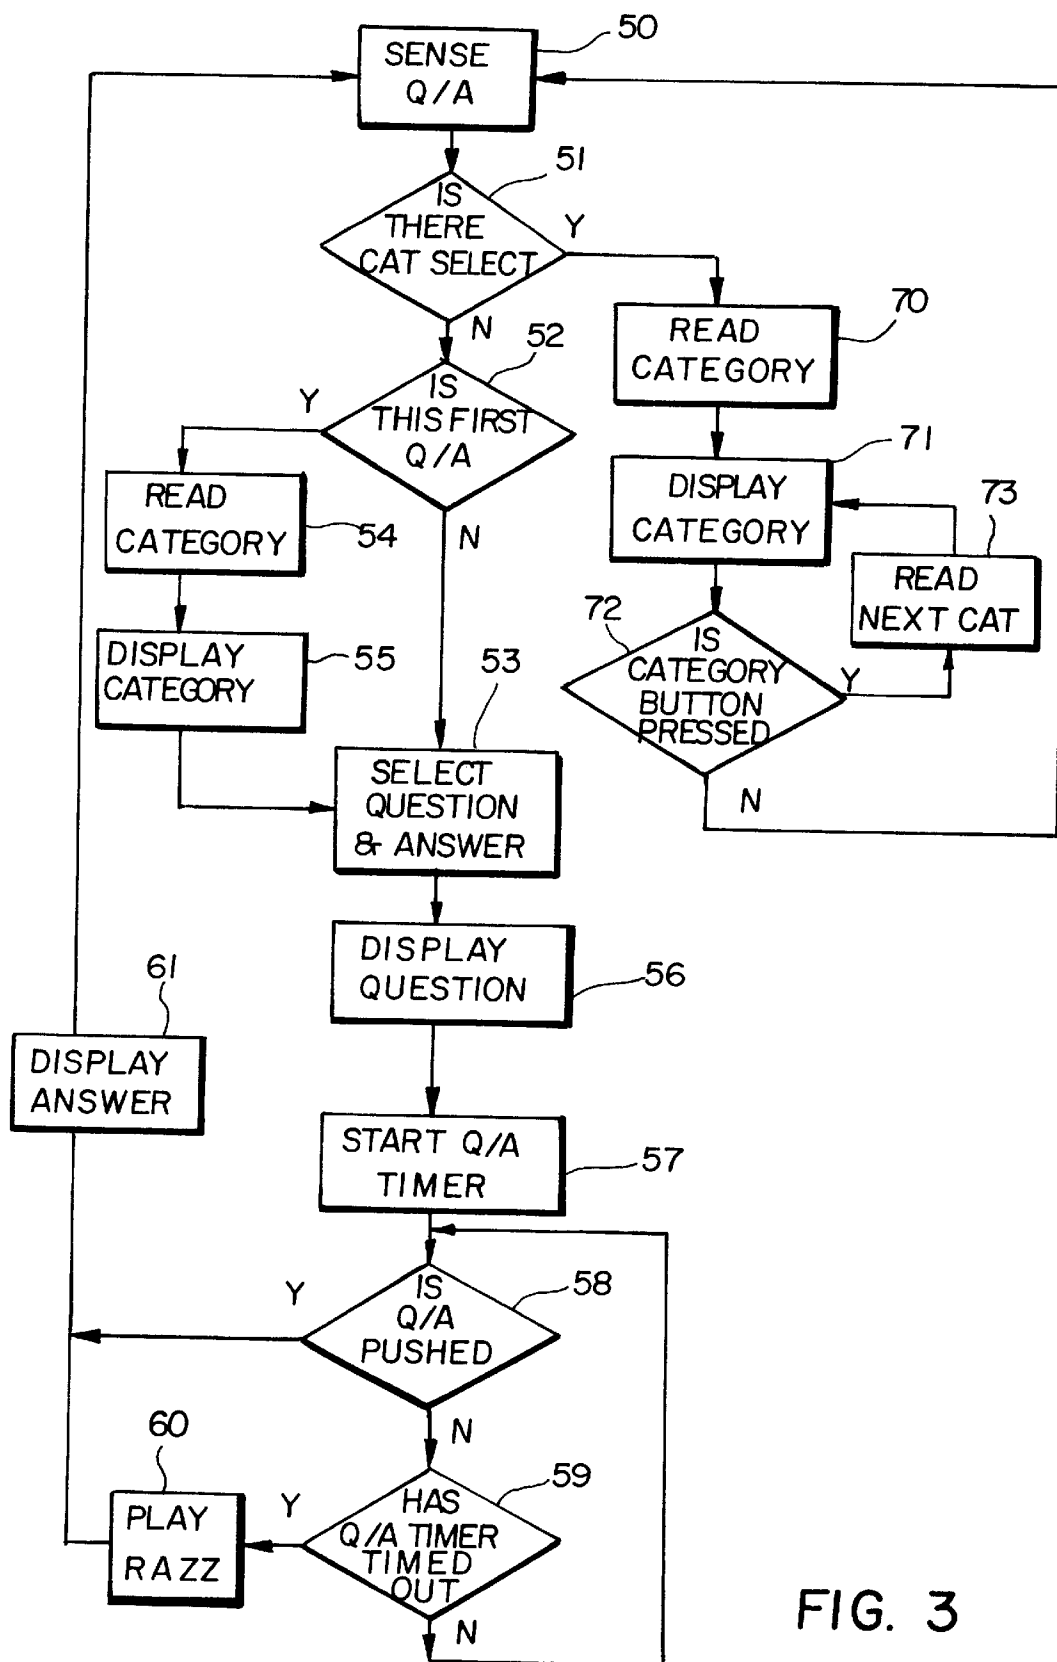 50
SENSE
Q/A
51
IS
THERE
CAT SELECT
Y
N
70
READ
CATEGORY
52
IS
THIS FIRST
Q/A
Y
N
71
DISPLAY
CATEGORY
73
READ
NEXT CAT
READ
CATEGORY
54
72
IS
CATEGORY
BUTTON
PRESSED
Y
N
DISPLAY
CATEGORY
55
53
SELECT
QUESTION
& ANSWER
DISPLAY
QUESTION
56
61
DISPLAY
ANSWER
START Q/A
TIMER
57
58
IS
Q/A
PUSHED
Y
N
60
PLAY
RAZZ
59
HAS
Q/A TIMER
TIMED
OUT
Y
N
FIG. 3